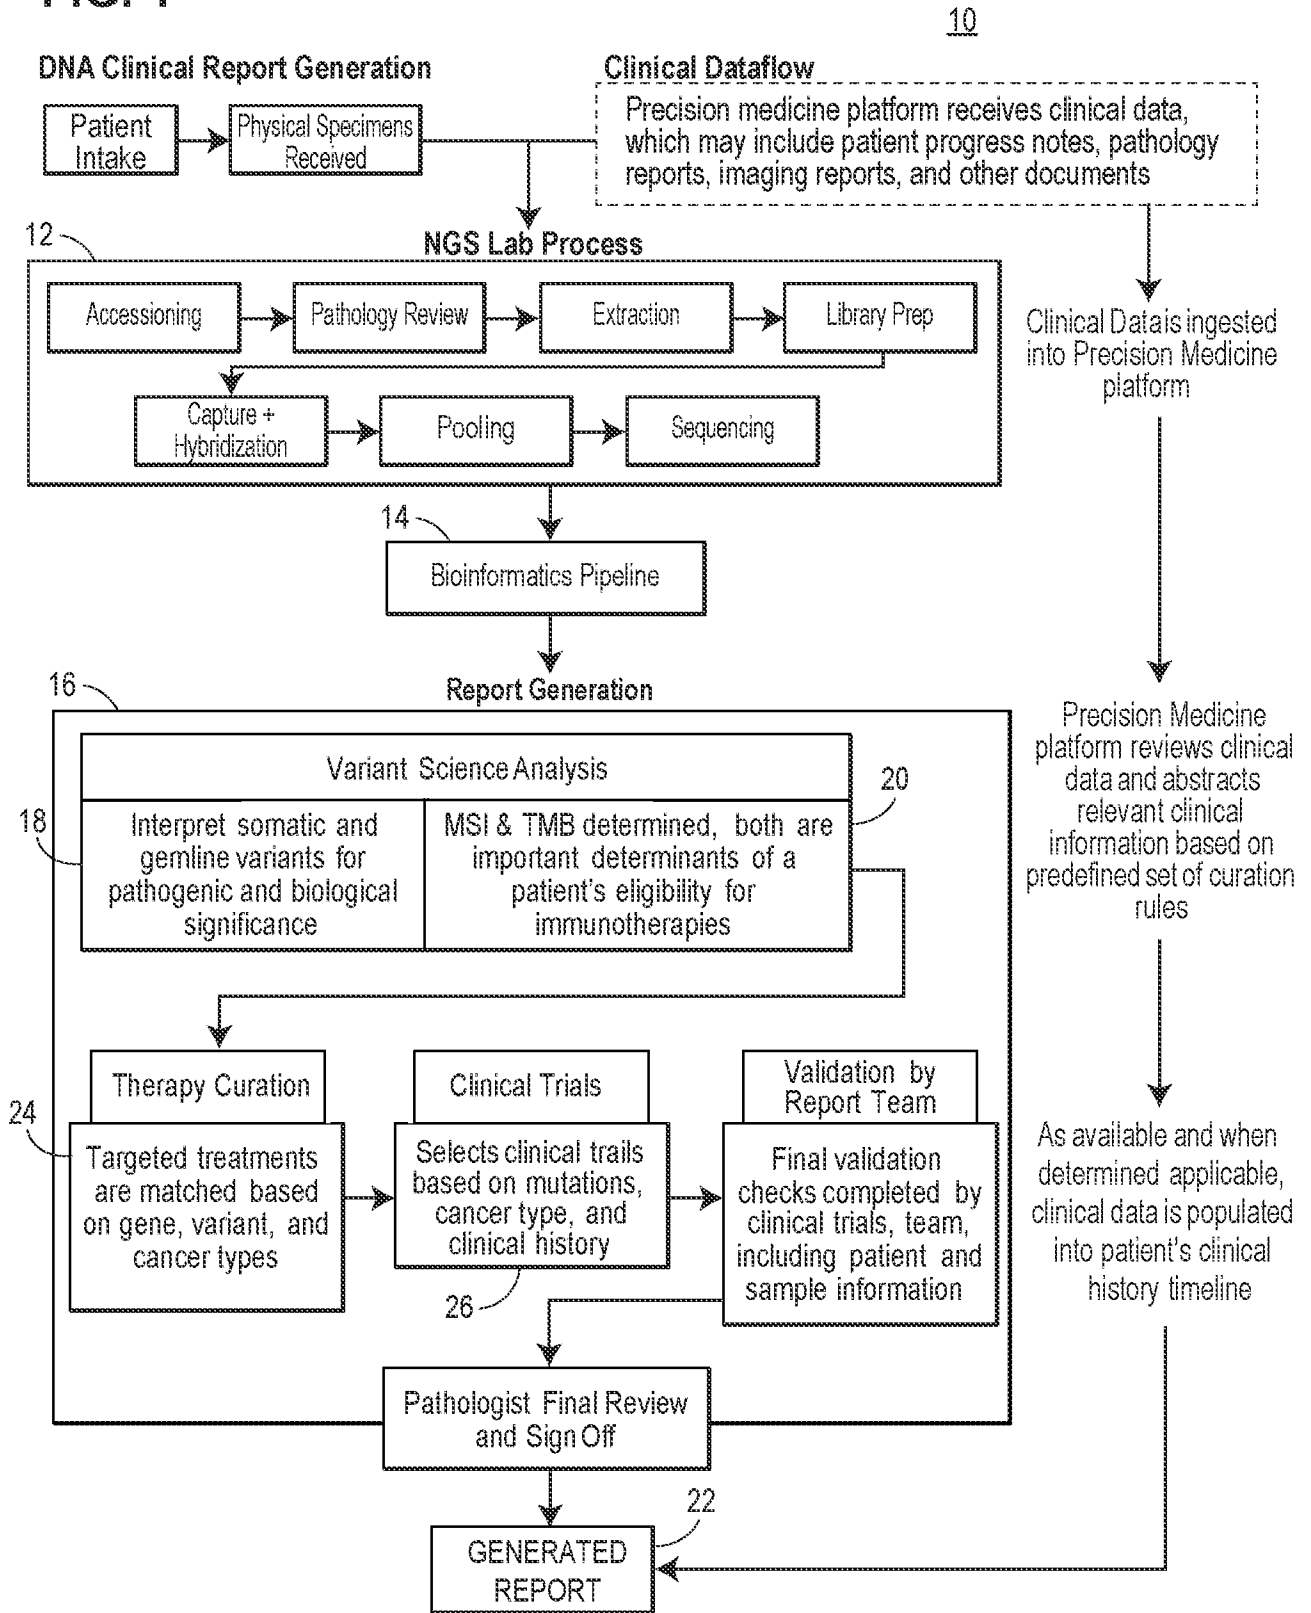 10
DNA Clinical Report Generation
Clinical Dataflow
Patient
Intake
Physical Specimens
Received
Precision medicine platform receives clinical data,
which may include patient progress notes, pathology
reports, imaging reports, and other documents
12
NGS Lab Process
Accessioning
Pathology Review
Extraction
Library Prep
Capture +
Hybridization
Pooling
Sequencing
Clinical Data is ingested
into Precision Medicine
platform
14
Bioinformatics Pipeline
16
Report Generation
Variant Science Analysis
18
Interpret somatic and
gemline variants for
pathogenic and biological
significance
MSI & TMB determined, both are
important determinants of a
patient's eligibility for
immunotherapies
20
Precision Medicine
platform reviews clinical
data and abstracts
relevant clinical
information based on
predefined set of curation
rules
Therapy Curation
24
Targeted treatments
are matched based
on gene, variant, and
cancer types
Clinical Trials
Selects clinical trails
based on mutations,
cancer type, and
clinical history
26
Validation by
Report Team
Final validation
checks completed by
clinical trials, team,
including patient and
sample information
As available and when
determined applicable,
clinical data is populated
into patient's clinical
history timeline
Pathologist Final Review
and Sign Off
22
GENERATED
REPORT